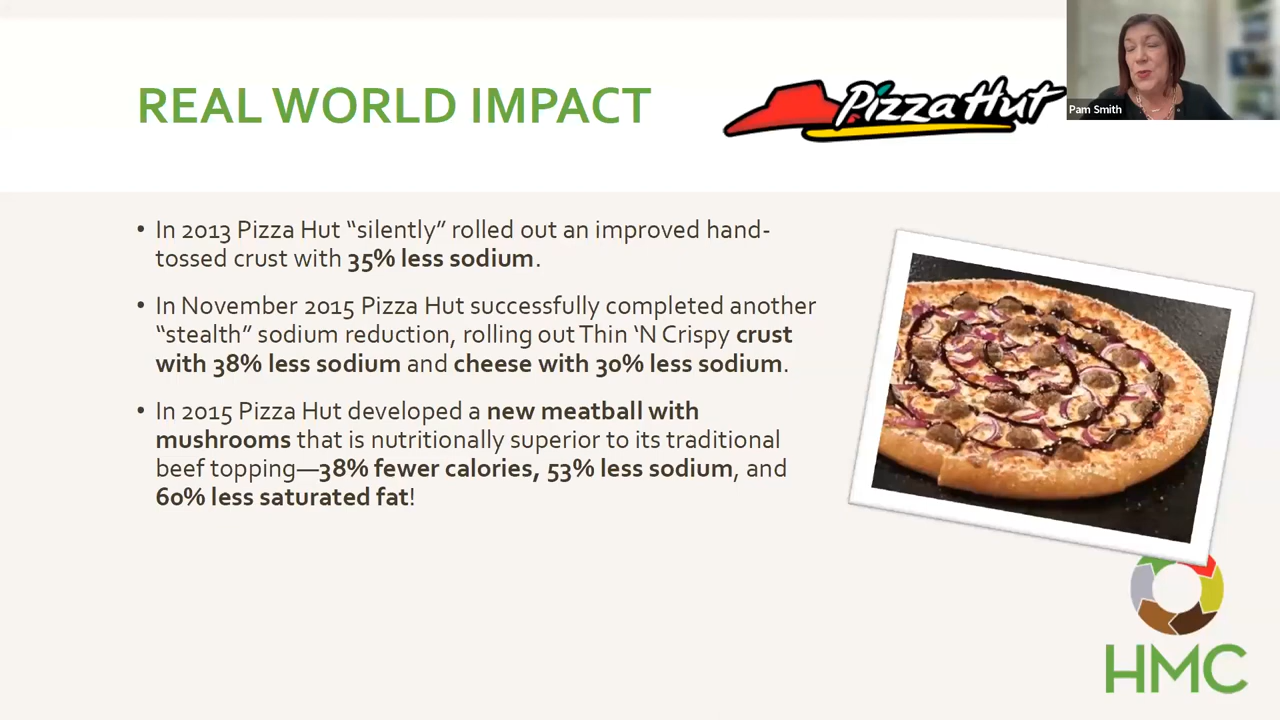 REAL WORLD IMPACT
Pizza Hut
Pam Smith
• In 2013 Pizza Hut “silently” rolled out an improved hand-
tossed crust with 35% less sodium.
• In November 2015 Pizza Hut successfully completed another
“stealth” sodium reduction, rolling out Thin ‘N Crispy crust
with 38% less sodium and cheese with 30% less sodium.
• In 2015 Pizza Hut developed a new meatball with
mushrooms that is nutritionally superior to its traditional
beef topping—38% fewer calories, 53% less sodium, and
60% less saturated fat!
HMC